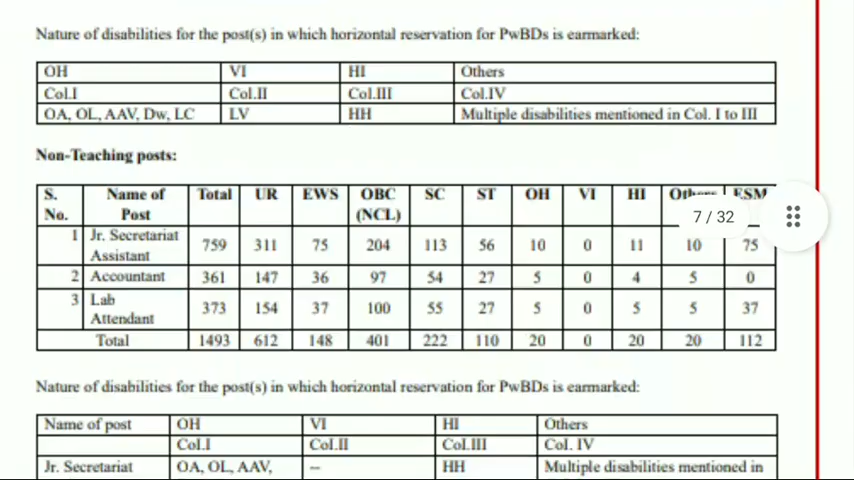 Nature of disabilities for the post(s) in which horizontal reservation for PwBDs is earmarked:
OH VI HI Others
Col.I Col.II Col.III Col.IV
OA, OL, AAV, Dw, LC LV HH Multiple disabilities mentioned in Col. I to III
Non-Teaching posts:
S. No. Name of Post Total UR EWS OBC (NCL) SC ST OH VI HI Others ESM
7 / 32
1 Jr. Secretariat Assistant 759 311 75 204 113 56 10 0 11 10 75
2 Accountant 361 147 36 97 54 27 5 0 4 5 0
3 Lab Attendant 373 154 37 100 55 27 5 0 5 5 37
Total 1493 612 148 401 222 110 20 0 20 20 112
Nature of disabilities for the post(s) in which horizontal reservation for PwBDs is earmarked:
Name of post OH VI HI Others
Col.I Col.II Col.III Col. IV
Jr. Secretariat OA, OL, AAV, -- HH Multiple disabilities mentioned in